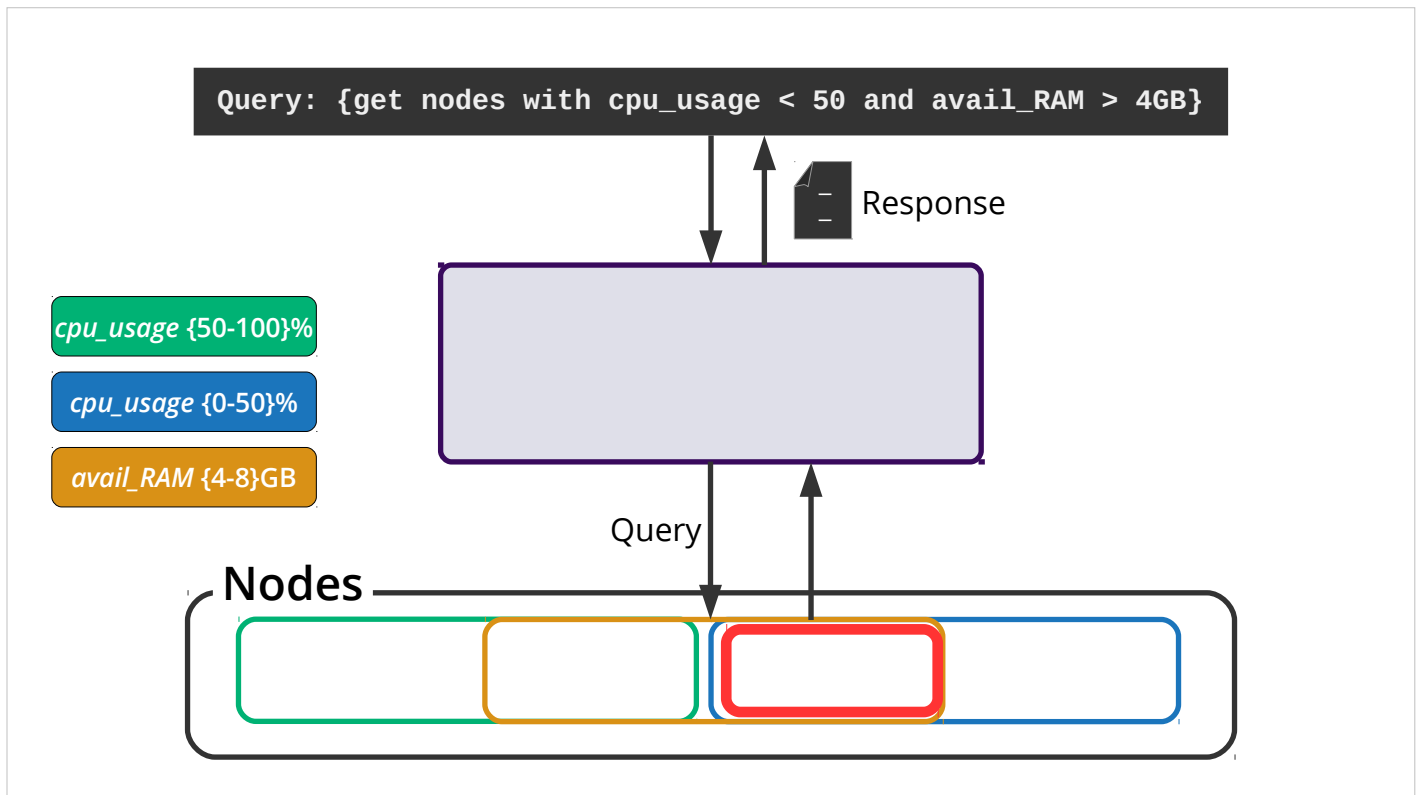 Query: {get nodes with cpu_usage < 50 and avail_RAM > 4GB}
Response
cpu_usage {50-100}%
cpu_usage {0-50}%
avail_RAM {4-8}GB
Query
Nodes